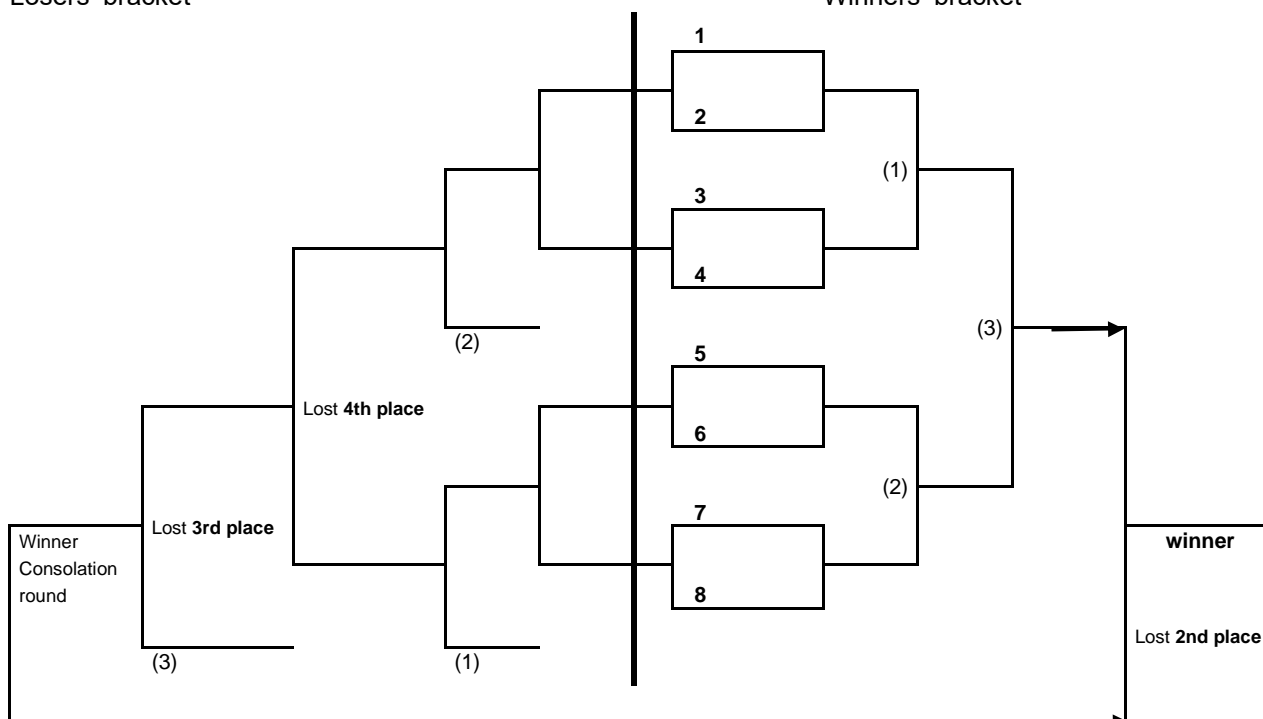 Losers' bracket
Winners' bracket
1
2
(1)
3
4
(2)
(3)
5
Lost 4th place
6
(2)
7
Lost 3rd place
Winner
Consolation
round
winner
8
Lost 2nd place
(3)
(1)